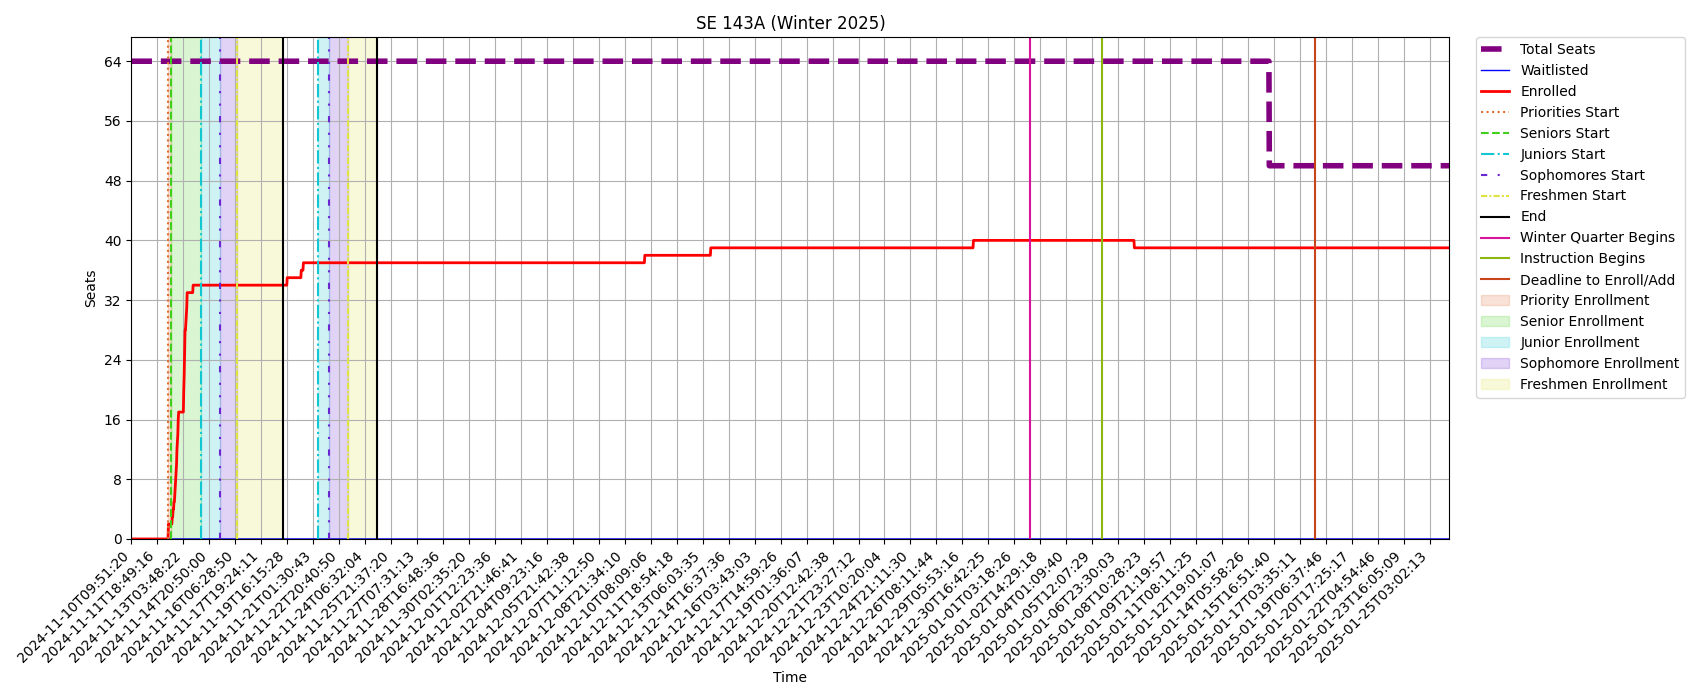 SE 143A (Winter 2025)
Seats
64
56
48
40
32
24
16
8
0
2024-11-10T09:51:20
2024-11-11T18:49:16
2024-11-13T03:48:22
2024-11-14T20:50:00
2024-11-16T06:28:50
2024-11-17T19:24:11
2024-11-19T16:15:28
2024-11-21T01:30:43
2024-11-22T20:40:50
2024-11-24T06:32:04
2024-11-25T21:37:20
2024-11-27T07:31:13
2024-11-28T16:48:36
2024-11-30T02:35:20
2024-12-01T12:23:36
2024-12-02T21:46:41
2024-12-04T09:23:16
2024-12-05T21:42:38
2024-12-07T11:12:50
2024-12-08T21:34:10
2024-12-10T08:09:06
2024-12-11T18:54:18
2024-12-13T06:03:35
2024-12-14T16:37:36
2024-12-16T03:43:03
2024-12-17T14:59:26
2024-12-19T01:36:07
2024-12-20T12:42:38
2024-12-21T23:27:12
2024-12-23T10:20:04
2024-12-24T21:11:30
2024-12-26T08:11:44
2024-12-29T05:53:16
2024-12-30T16:42:25
2025-01-01T03:18:26
2025-01-02T14:29:18
2025-01-04T01:09:40
2025-01-05T12:07:29
2025-01-06T23:30:03
2025-01-08T10:28:23
2025-01-09T21:19:57
2025-01-11T08:11:25
2025-01-12T19:01:07
2025-01-14T05:58:26
2025-01-15T16:51:40
2025-01-17T03:35:11
2025-01-19T06:37:46
2025-01-20T17:25:17
2025-01-22T04:54:46
2025-01-23T16:05:09
2025-01-25T03:02:13
Time
Total Seats
Waitlisted
Enrolled
Priorities Start
Seniors Start
Juniors Start
Sophomores Start
Freshmen Start
End
Winter Quarter Begins
Instruction Begins
Deadline to Enroll/Add
Priority Enrollment
Senior Enrollment
Junior Enrollment
Sophomore Enrollment
Freshmen Enrollment